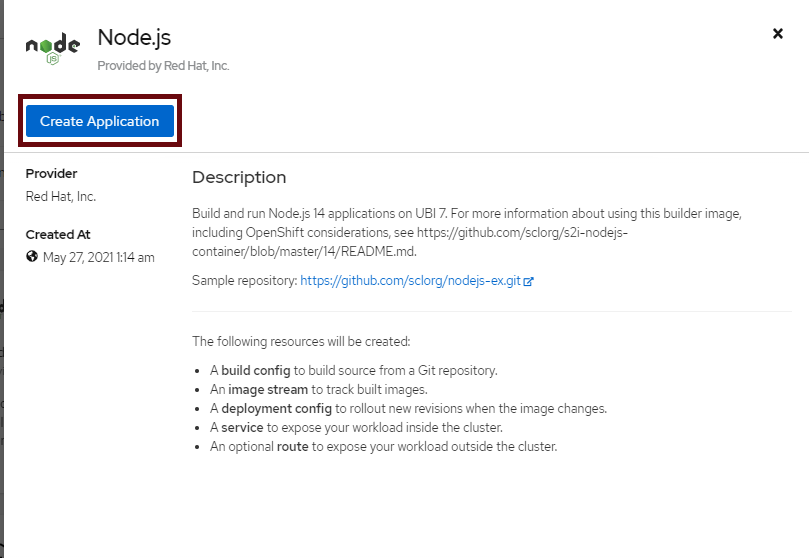 node
JS
Node.js
Provided by Red Hat, Inc.
Create Application
Provider
Red Hat, Inc.
Created At
May 27, 2021 1:14 am
Description
Build and run Node.js 14 applications on UBI 7. For more information about using this builder image,
including OpenShift considerations, see https://github.com/sclorg/s2i-nodejs-
container/blob/master/14/README.md.
Sample repository: https://github.com/sclorg/nodejs-ex.git
The following resources will be created:
• A build config to build source from a Git repository.
• An image stream to track built images.
• A deployment config to rollout new revisions when the image changes.
• A service to expose your workload inside the cluster.
• An optional route to expose your workload outside the cluster.